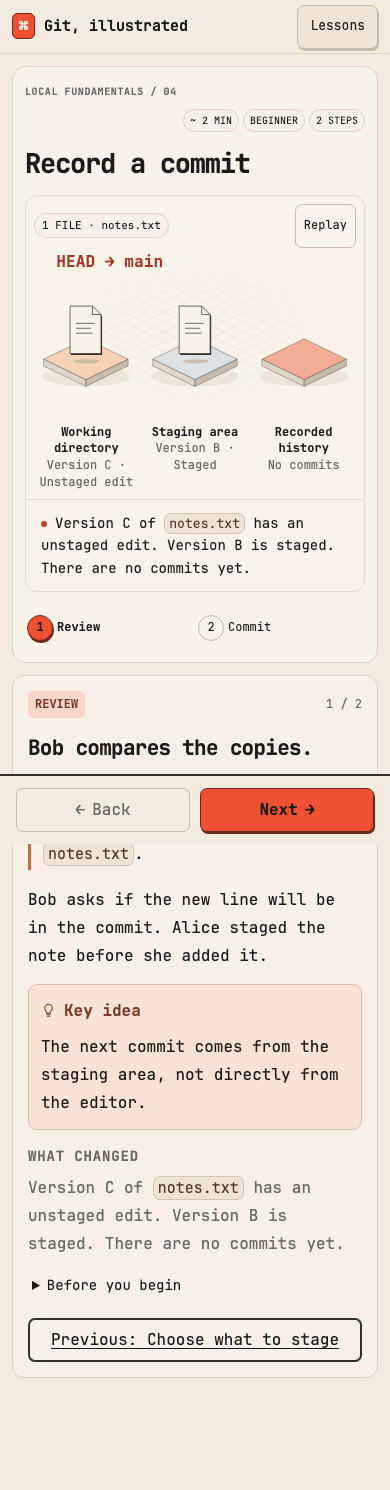 ⌘ Git, illustrated
Lessons
LOCAL FUNDAMENTALS / 04
~ 2 MIN
BEGINNER
2 STEPS
Record a commit
1 FILE · notes.txt
Replay
HEAD → main
Working directory
Version C · Unstaged edit
Staging area
Version B · Staged
Recorded history
No commits
Version C of notes.txt has an
unstaged edit. Version B is staged.
There are no commits yet.
1 Review
2 Commit
REVIEW
1 / 2
Bob compares the copies.
← Back
Next →
notes.txt.
Bob asks if the new line will be
in the commit. Alice staged the
note before she added it.
Key idea
The next commit comes from the
staging area, not directly from
the editor.
WHAT CHANGED
Version C of notes.txt has an
unstaged edit. Version B is
staged. There are no commits yet.
▶ Before you begin
Previous: Choose what to stage